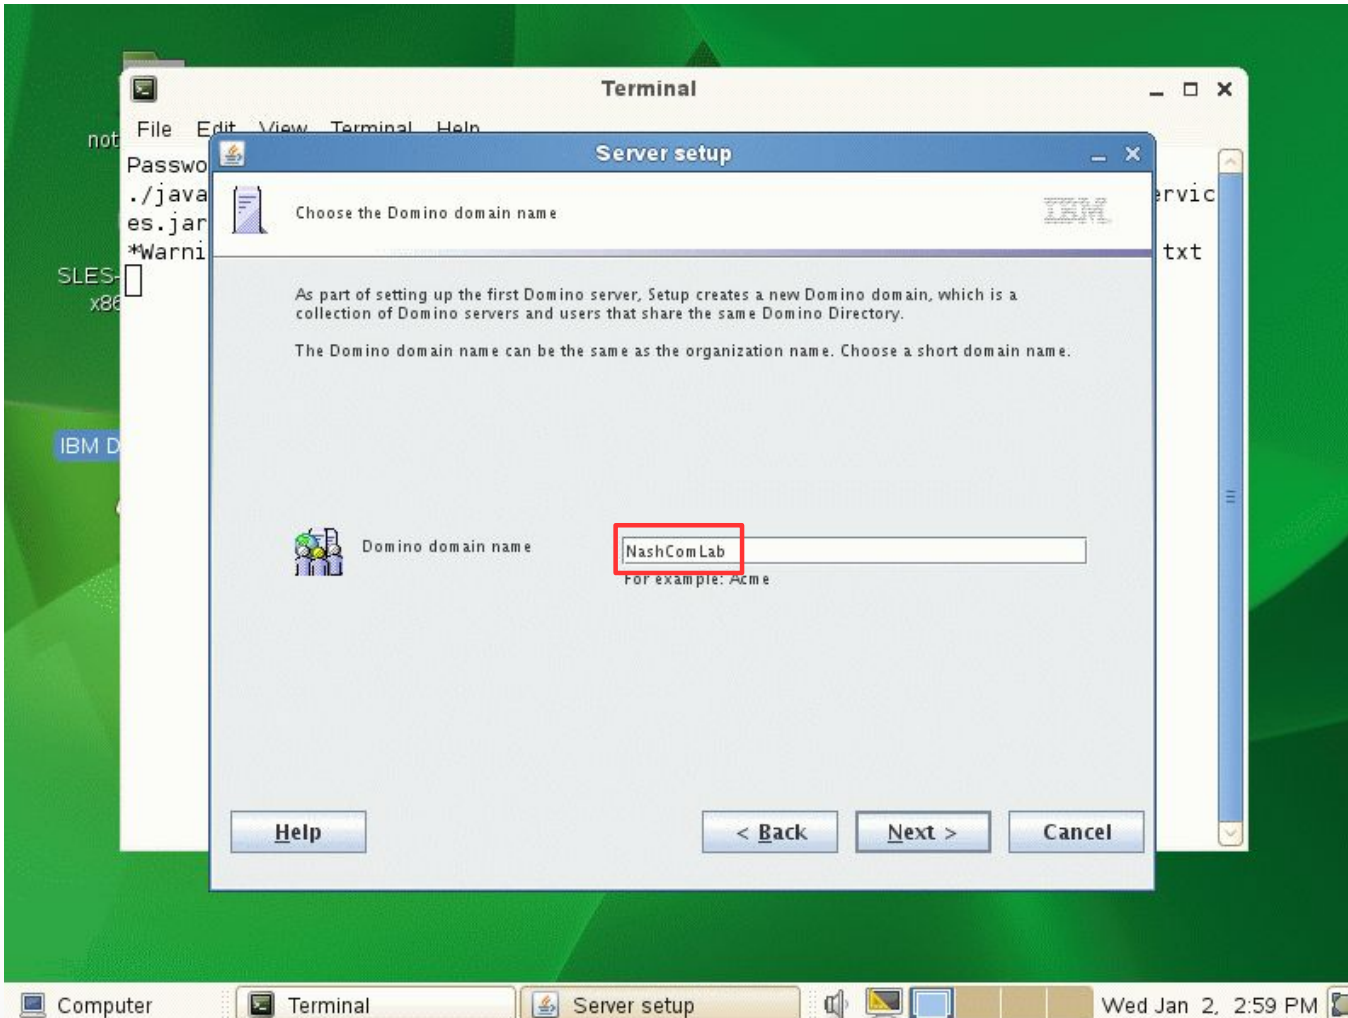 Terminal
File Edit View Terminal Help
not
Passwo
./java
ervic
es.jar
*Warni
txt
SLES-
x86
IBM D
Server setup
Choose the Domino domain name
IBM
As part of setting up the first Domino server, Setup creates a new Domino domain, which is a
collection of Domino servers and users that share the same Domino Directory.
The Domino domain name can be the same as the organization name. Choose a short domain name.
Domino domain name
NashComLab
For example: Acme
Help
< Back
Next >
Cancel
Computer
Terminal
Server setup
Wed Jan 2, 2:59 PM